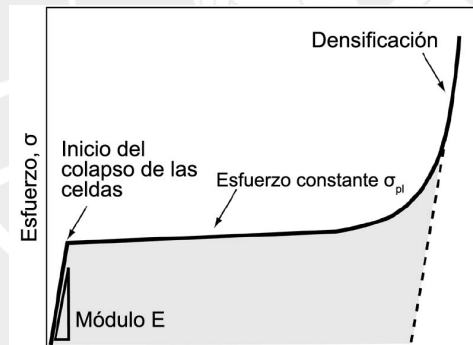 Densificación
Inicio del
colapso de las
celdas
Esfuerzo constante σpl
Esfuerzo, σ
Módulo E